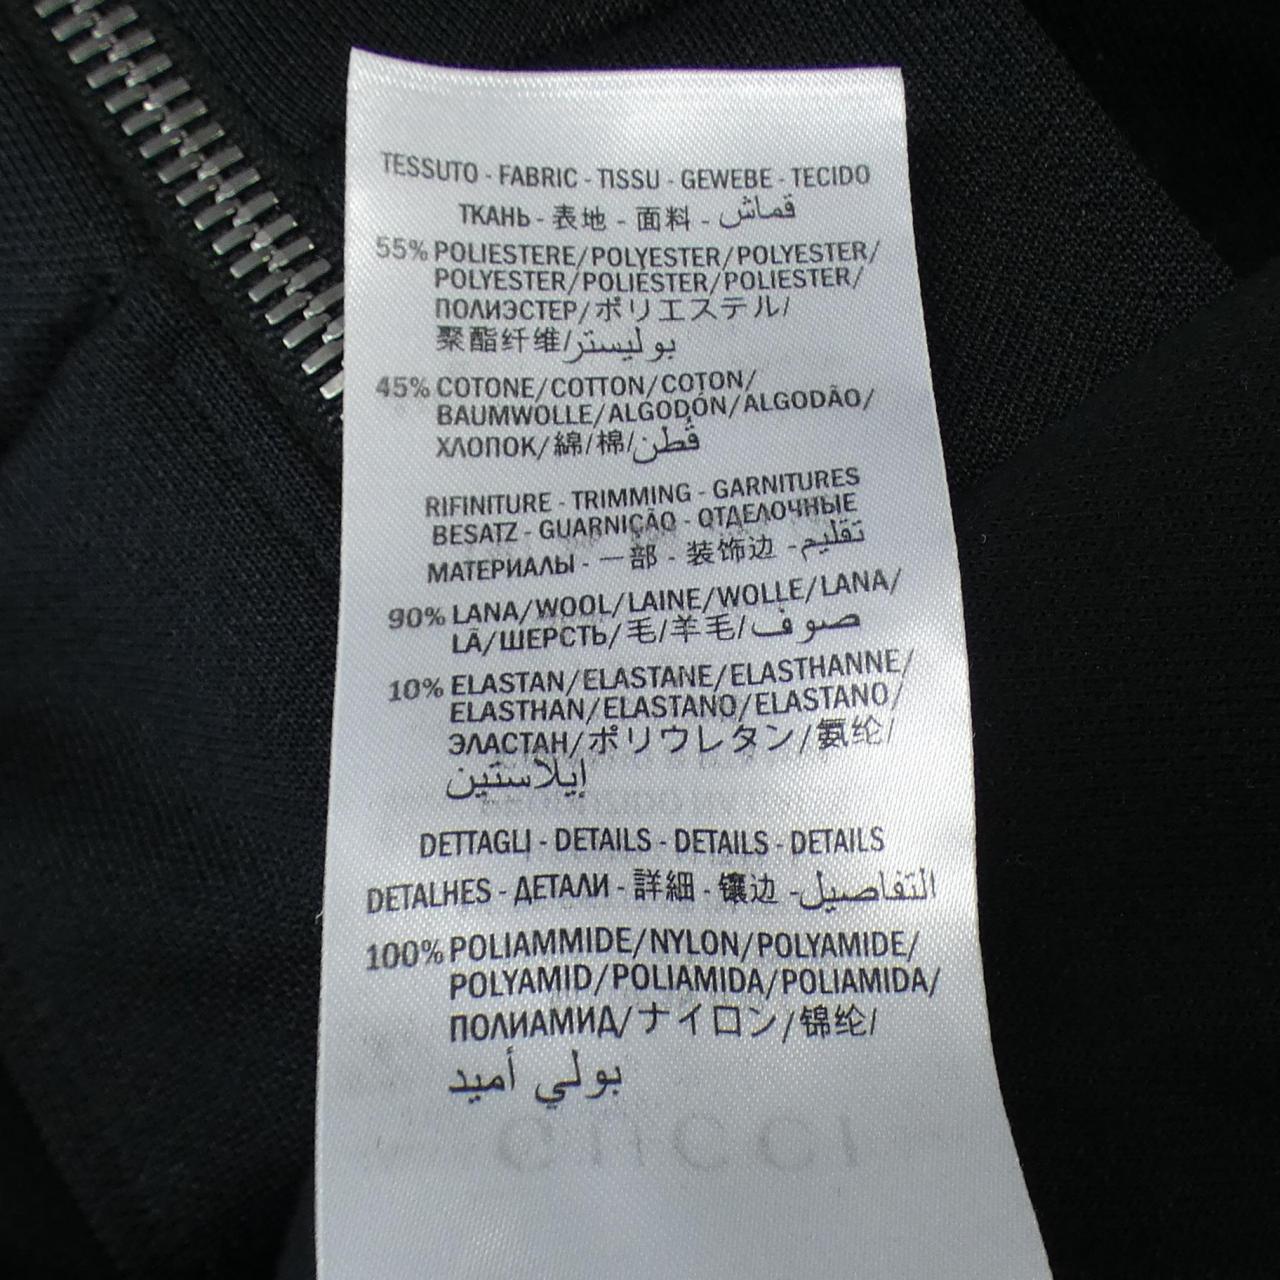 TESSUTO - FABRIC - TISSU - GEWEBE - TECIDO
ТКАНЬ - 表地 - 面料 - قماش
55% POLIESTERE/POLYESTER/POLYESTER/
POLYESTER/POLIÉSTER/POLIESTER/
ПОЛИЭСТЕР/ポリエステル/
聚酯纤维/بوليستر
45% COTONE/COTTON/COTON/
BAUMWOLLE/ALGODÓN/ALGODÃO/
ХЛОПОК/綿/棉/قطن
RIFINITURE - TRIMMING - GARNITURES
BESATZ - GUARNIÇÃO - ОТДЕЛОЧНЫЕ
МАТЕРИАЛЫ - 一部 - 装饰边 - تقليم
90% LANA/WOOL/LAINE/WOLLE/LANA/
LÃ/ШЕРСТЬ/毛/羊毛/صوف
10% ELASTAN/ELASTANE/ELASTHANNE/
ELASTHAN/ELASTANO/ELASTANO/
ЭЛАСТАН/ポリウレタン/氨纶/
إيلاستين
DETTAGLI - DETAILS - DETAILS - DETAILS
DETALHES - ДЕТАЛИ - 詳細 - 镶边 - التفاصيل
100% POLIAMMIDE/NYLON/POLYAMIDE/
POLYAMID/POLIAMIDA/POLIAMIDA/
ПОЛИАМИД/ナイロン/锦纶/
بولي أميد